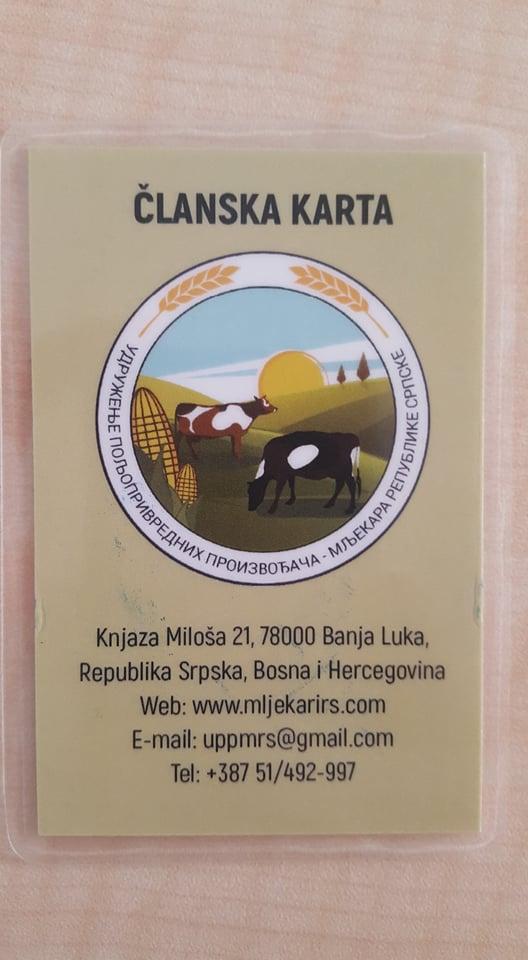 ČLANSKA KARTA
УДРУЖЕЊЕ ПОЉОПРИВРЕДНИХ ПРОИЗВОЂАЧА - МЉЕКАРА РЕПУБЛИКЕ СРПСКЕ
Knjaza Miloša 21, 78000 Banja Luka,
Republika Srpska, Bosna i Hercegovina
Web: www.mljekarirs.com
E-mail: uppmrs@gmail.com
Tel: +387 51/492-997